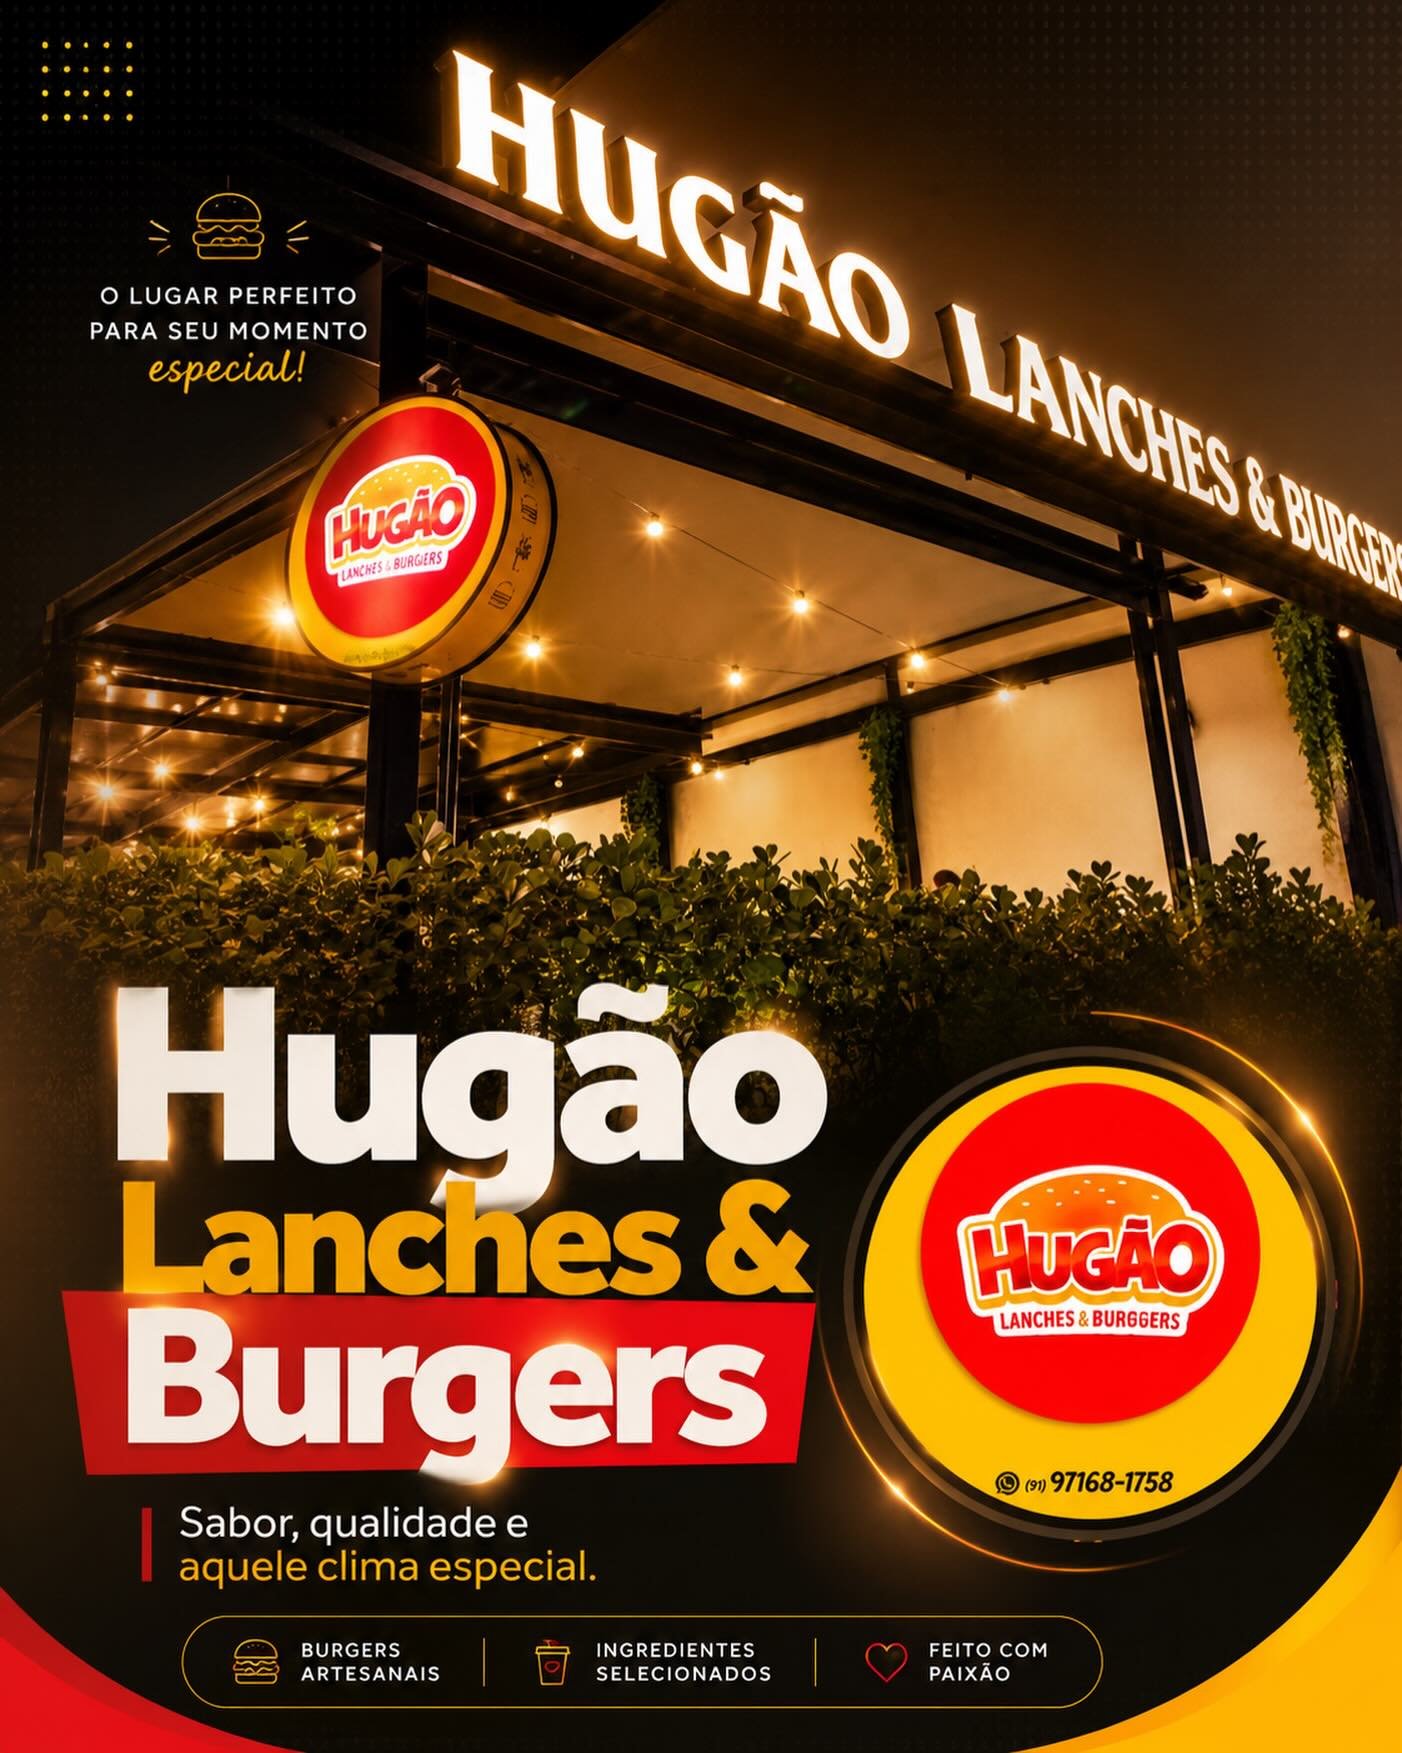 HUGÃO LANCHES & BURGERS
O LUGAR PERFEITO
PARA SEU MOMENTO
especial!
HUGÃO
LANCHES & BURGERS
Hugão
Lanches &
Burgers
HUGÃO
LANCHES & BURGGERS
(91) 97168-1758
Sabor, qualidade e
aquele clima especial.
BURGERS
ARTESANAIS
INGREDIENTES
SELECIONADOS
FEITO COM
PAIXÃO